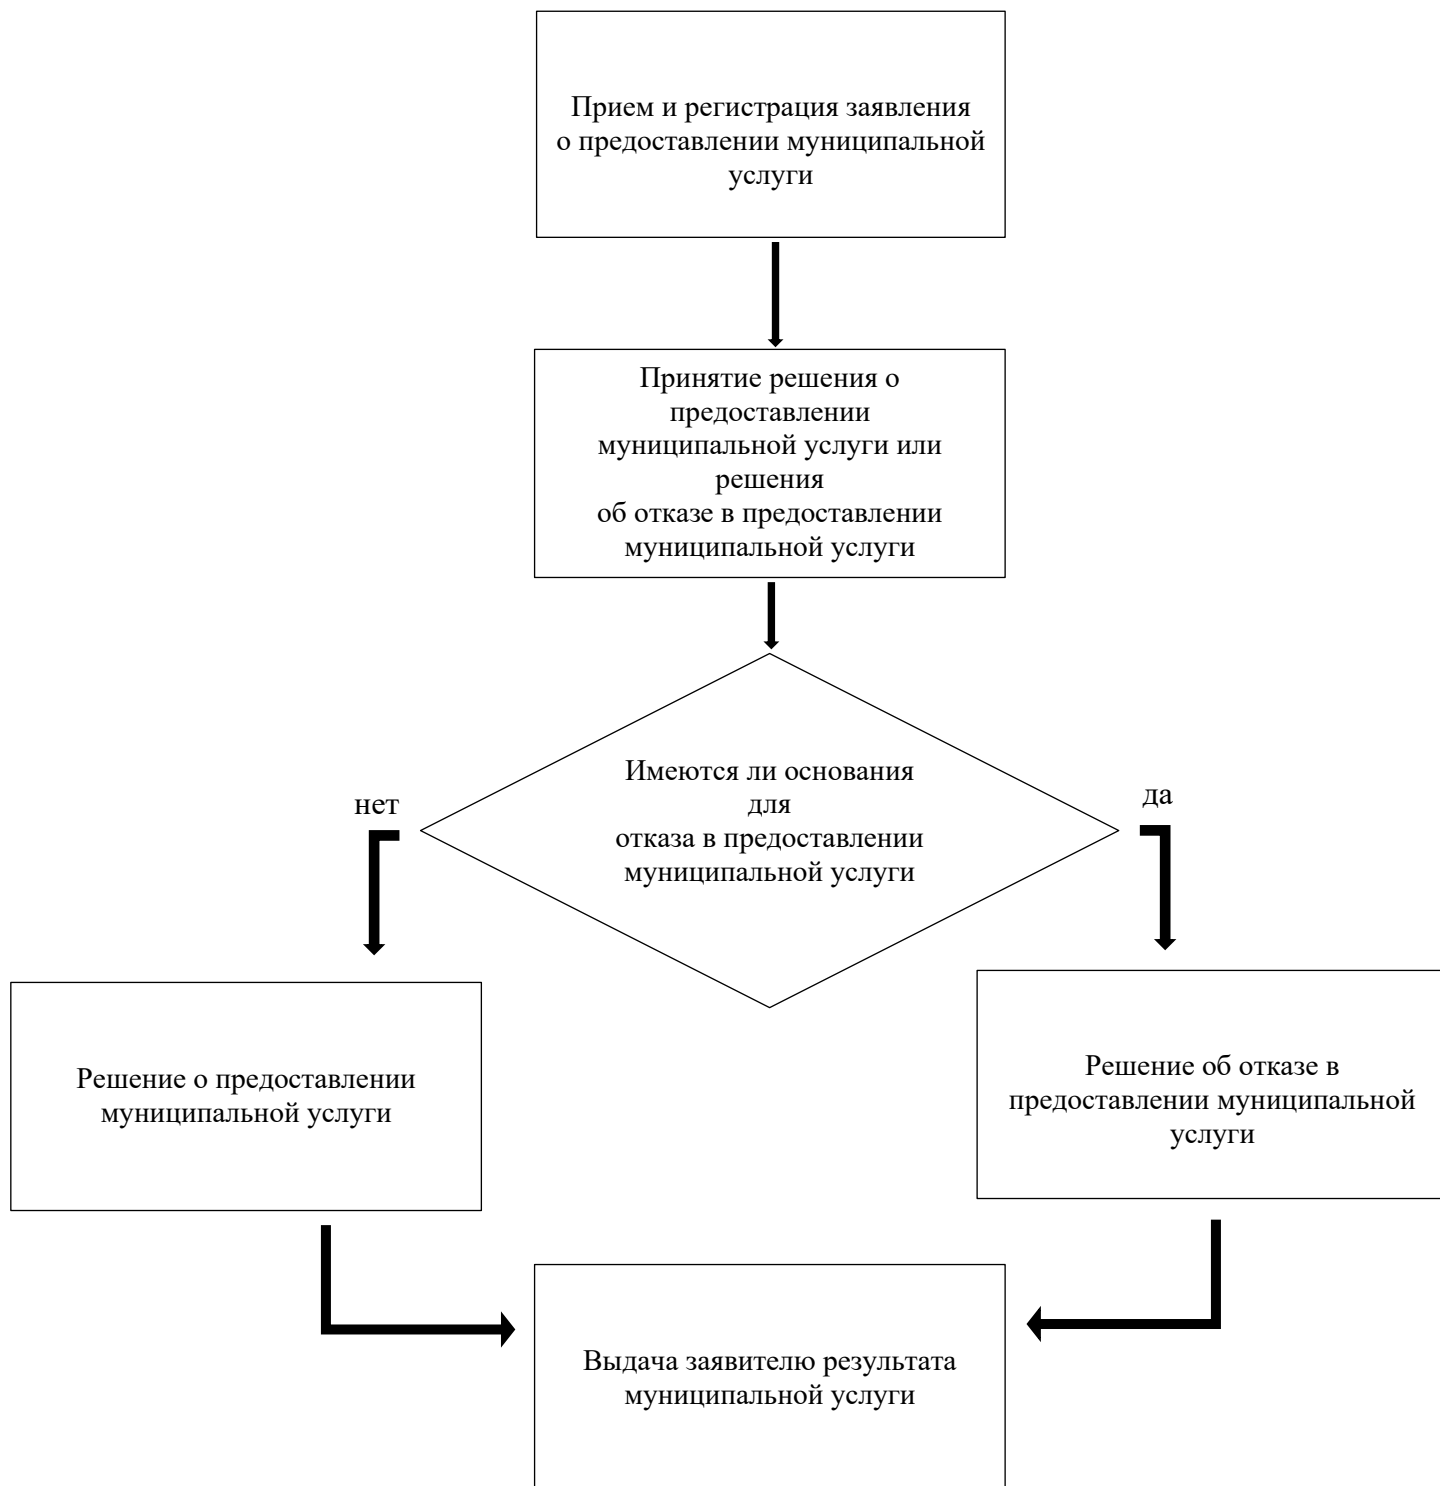 Прием и регистрация заявления
о предоставлении муниципальной
услуги
Принятие решения о
предоставлении
муниципальной услуги или
решения
об отказе в предоставлении
муниципальной услуги
Имеются ли основания
для
отказа в предоставлении
муниципальной услуги
нет
да
Решение о предоставлении
муниципальной услуги
Решение об отказе в
предоставлении муниципальной
услуги
Выдача заявителю результата
муниципальной услуги